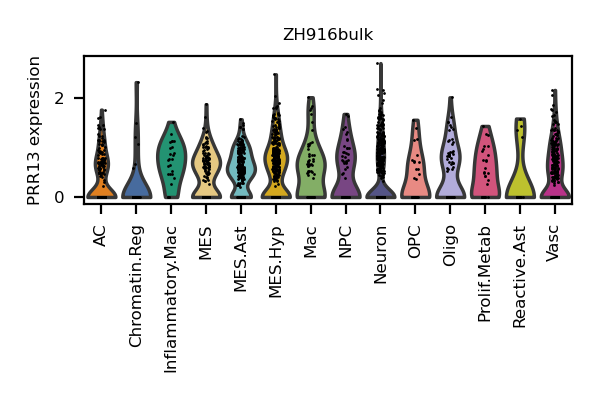 ZH916bulk
PRR13 expression
2
0
AC
Chromatin.Reg
Inflammatory.Mac
MES
MES.Ast
MES.Hyp
Mac
NPC
Neuron
OPC
Oligo
Prolif.Metab
Reactive.Ast
Vasc